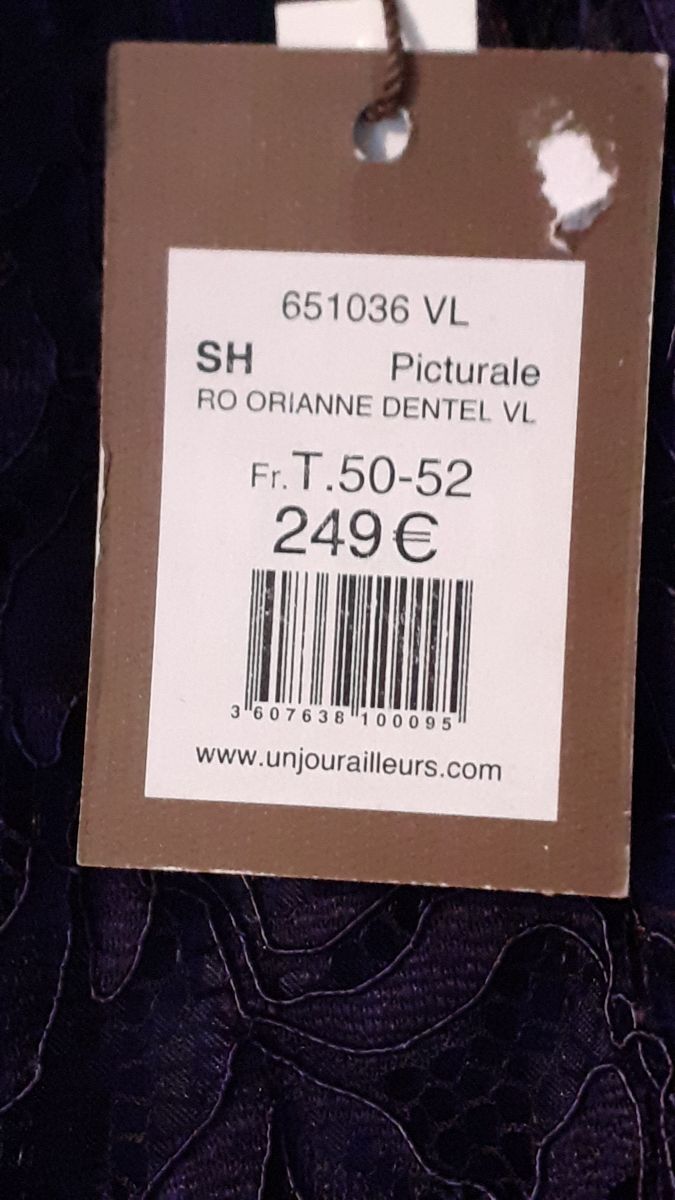 651036 VL
SH Picturale
RO ORIANNE DENTEL VL
Fr. T.50-52
249€
3 607638 100095
www.unjourailleurs.com